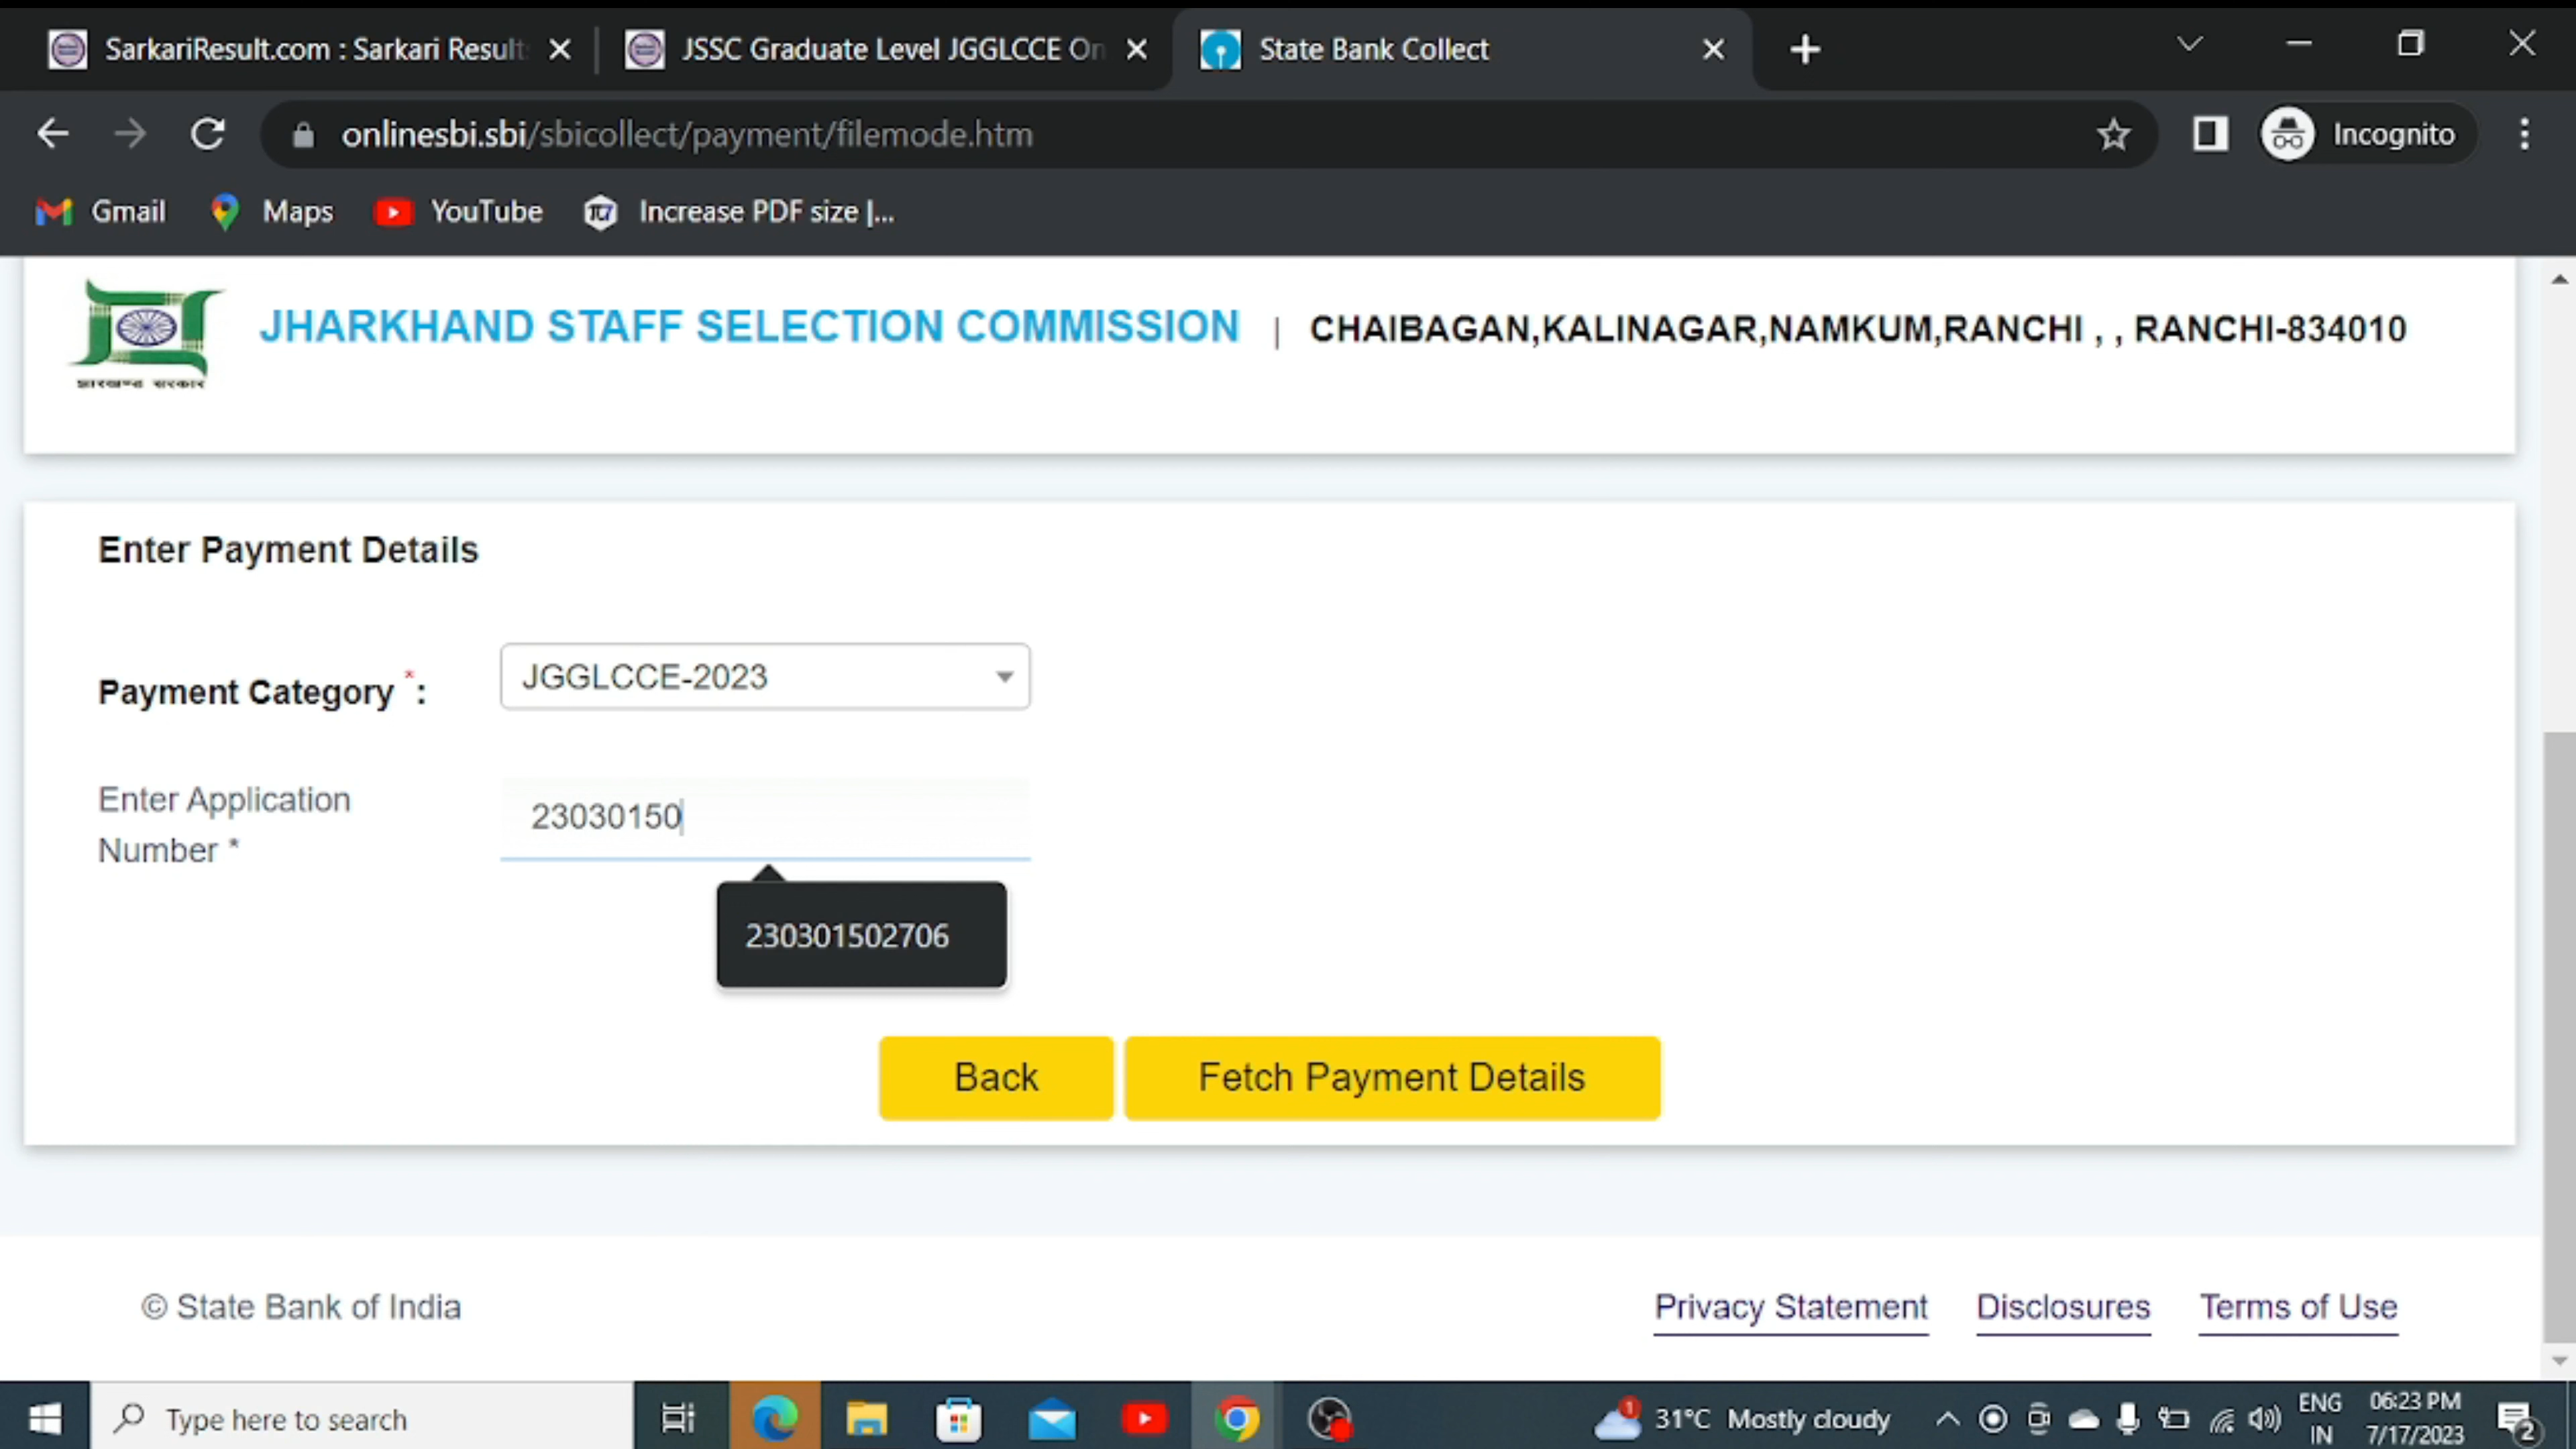 SarkariResult.com : Sarkari Result
JSSC Graduate Level JGGLCCE On
State Bank Collect
onlinesbi.sbi/sbicollect/payment/filemode.htm
Incognito
Gmail
Maps
YouTube
Increase PDF size |...
झारखण्ड सरकार
JHARKHAND STAFF SELECTION COMMISSION | CHAIBAGAN,KALINAGAR,NAMKUM,RANCHI , , RANCHI-834010
Enter Payment Details
Payment Category * :
JGGLCCE-2023
Enter Application
Number *
23030150
230301502706
Back
Fetch Payment Details
© State Bank of India
Privacy Statement
Disclosures
Terms of Use
Type here to search
1
31°C Mostly cloudy
ENG
IN
06:23 PM
7/17/2023
2